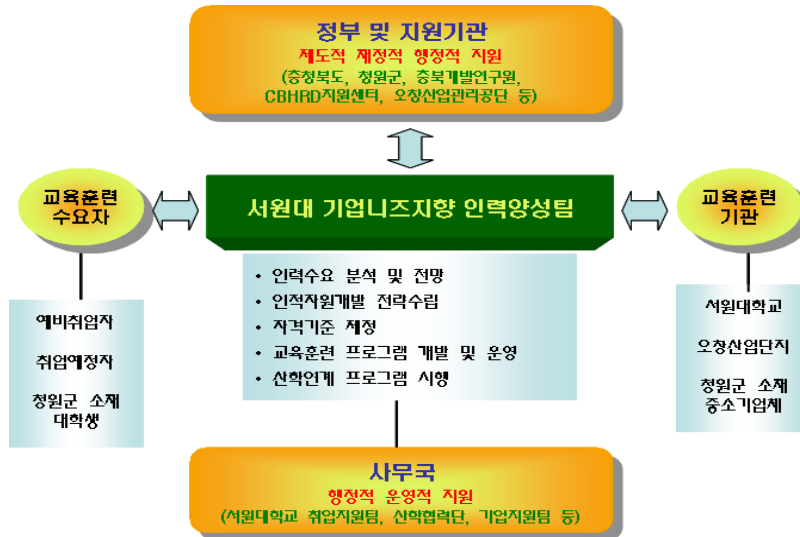 정부 및 지원기관
제도적 재정적 행정적 지원
(충청북도, 청원군, 충북개발연구원,
CBHRD지원센터, 오창산업관리공단 등)
교육훈련
수요자
서원대 기업니즈지향 인력양성팀
교육훈련
기관
• 인력수요 분석 및 전망
• 인적자원개발 전략수립
• 자격기준 제정
• 교육훈련 프로그램 개발 및 운영
• 산학연계 프로그램 시행
예비취업자
취업예정자
청원군 소재
대학생
서원대학교
오창산업단지
청원군 소재
중소기업체
사무국
행정적 운영적 지원
(서원대학교 취업지원팀, 산학협력단, 기업지원팀 등)